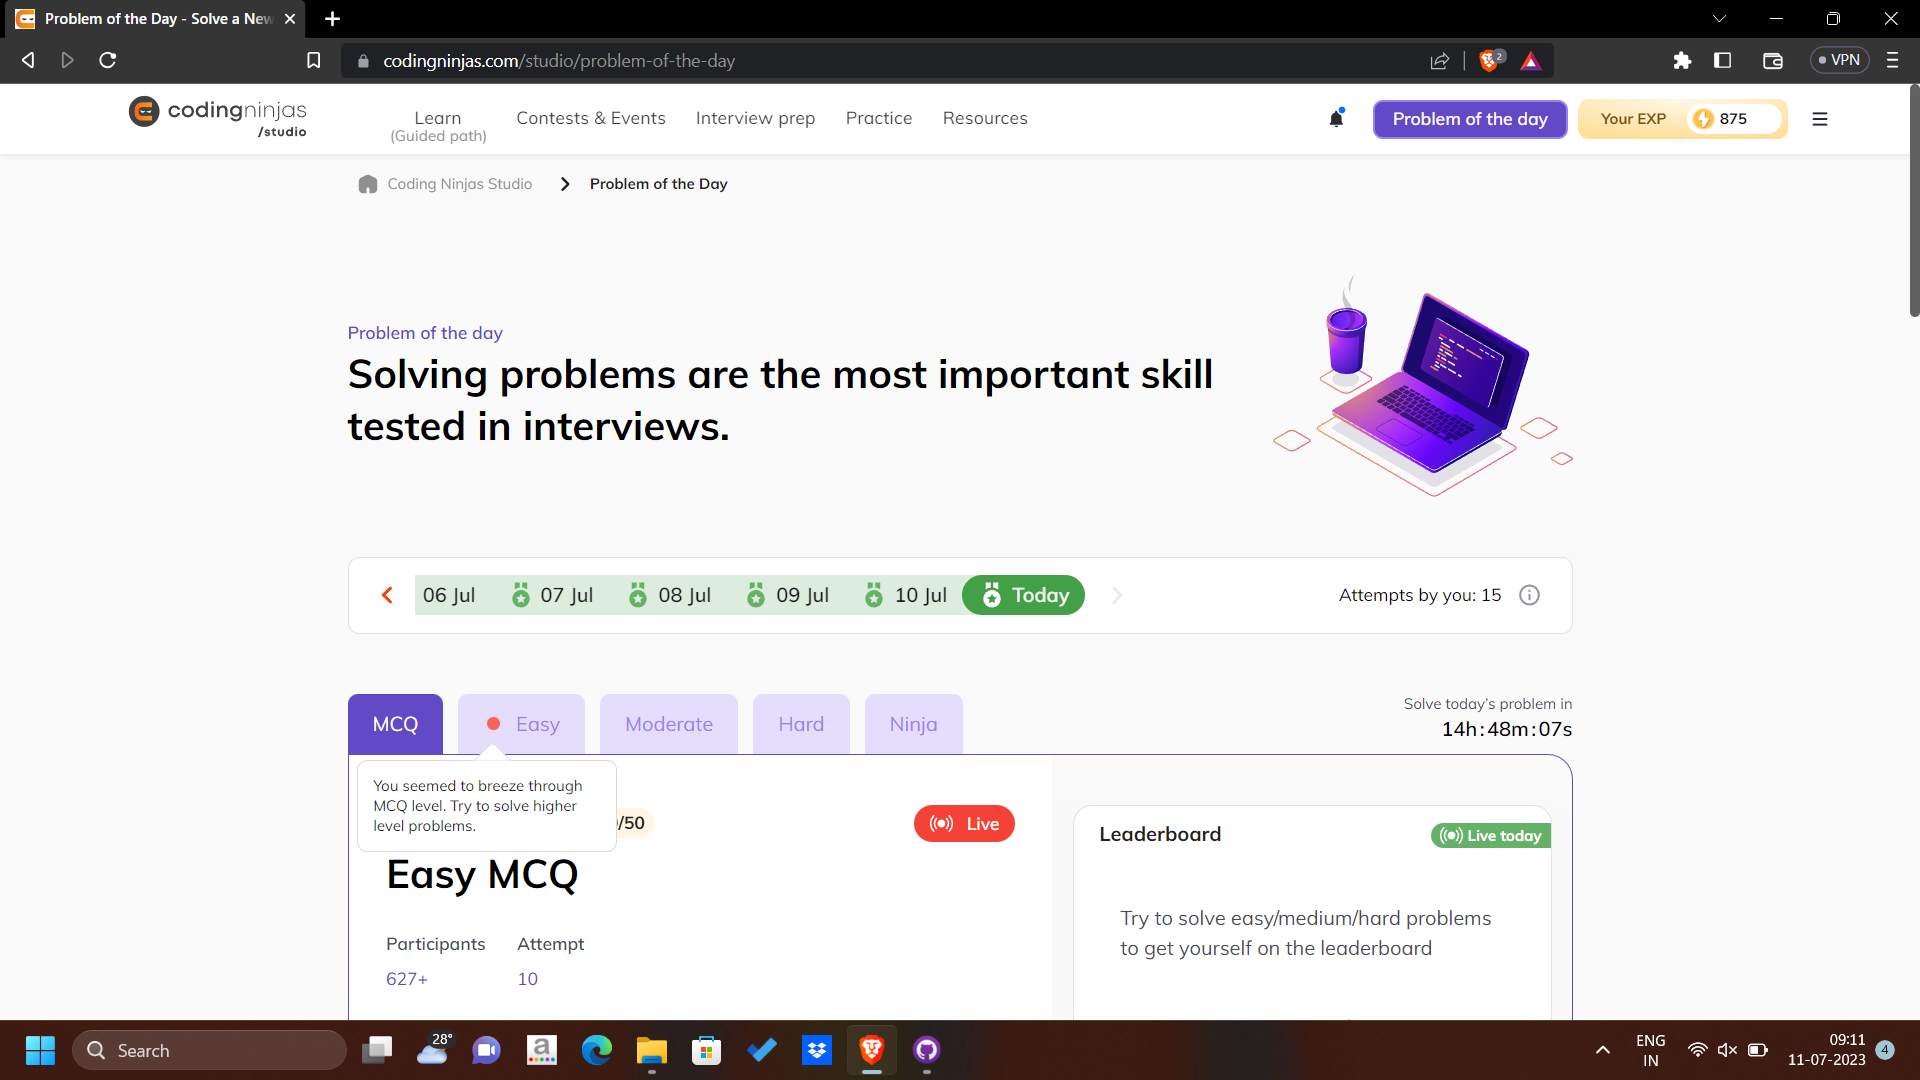 Problem of the Day - Solve a New
codingninjas.com/studio/problem-of-the-day
2
VPN
codingninjas
/studio
Learn
(Guided path)
Contests & Events
Interview prep
Practice
Resources
Problem of the day
Your EXP
875
Coding Ninjas Studio
Problem of the Day
Problem of the day
Solving problems are the most important skill
tested in interviews.
06 Jul
07 Jul
08 Jul
09 Jul
10 Jul
Today
Attempts by you: 15
MCQ
Easy
Moderate
Hard
Ninja
Solve today's problem in
14h:48m:07s
You seemed to breeze through
MCQ level. Try to solve higher
level problems.
/50
Live
Easy MCQ
Participants
Attempt
627+
10
Leaderboard
Live today
Try to solve easy/medium/hard problems
to get yourself on the leaderboard
Search
28°
a
ENG
IN
09:11
11-07-2023
4